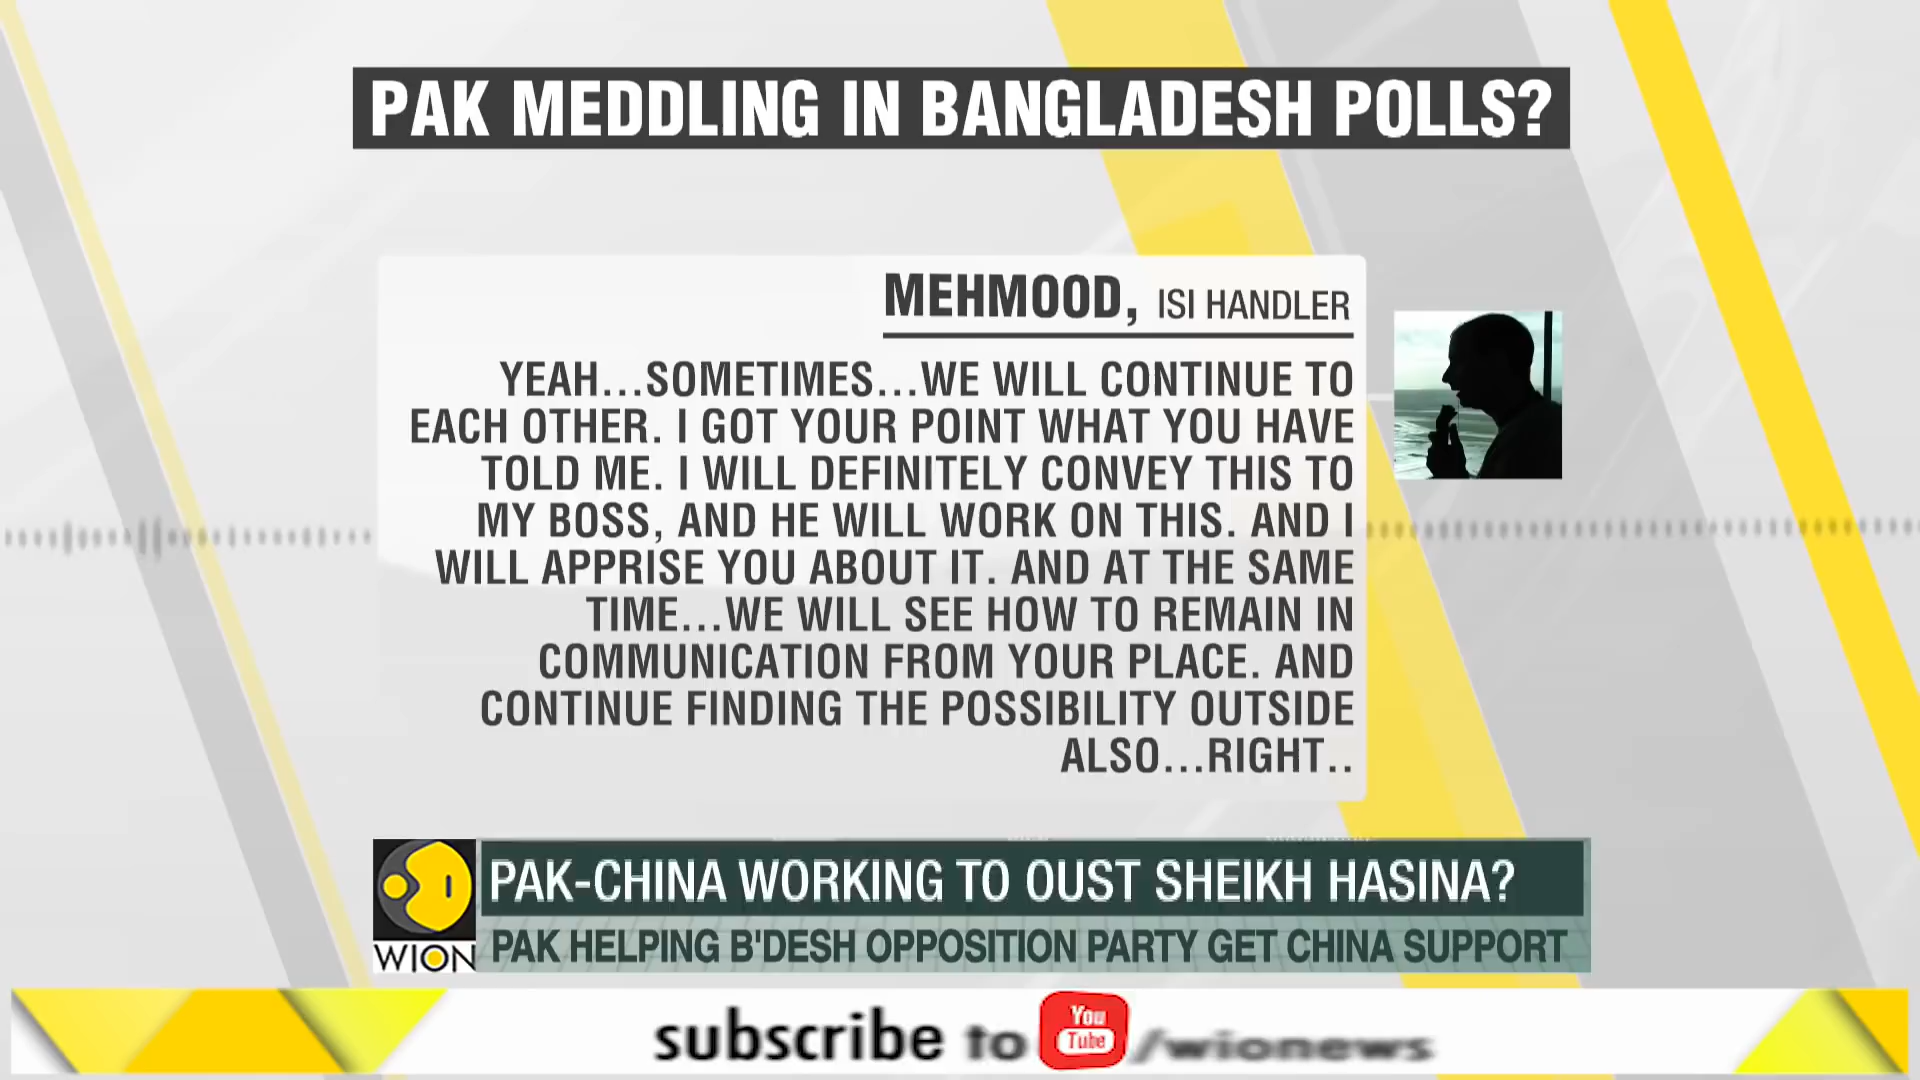 PAK MEDDLING IN BANGLADESH POLLS?
MEHMOOD, ISI HANDLER
YEAH...SOMETIMES...WE WILL CONTINUE TO
EACH OTHER. I GOT YOUR POINT WHAT YOU HAVE
TOLD ME. I WILL DEFINITELY CONVEY THIS TO
MY BOSS, AND HE WILL WORK ON THIS. AND I
WILL APPRISE YOU ABOUT IT. AND AT THE SAME
TIME...WE WILL SEE HOW TO REMAIN IN
COMMUNICATION FROM YOUR PLACE. AND
CONTINUE FINDING THE POSSIBILITY OUTSIDE
ALSO...RIGHT..
PAK-CHINA WORKING TO OUST SHEIKH HASINA?
PAK HELPING B'DESH OPPOSITION PARTY GET CHINA SUPPORT
WION
subscribe to You Tube /wionews